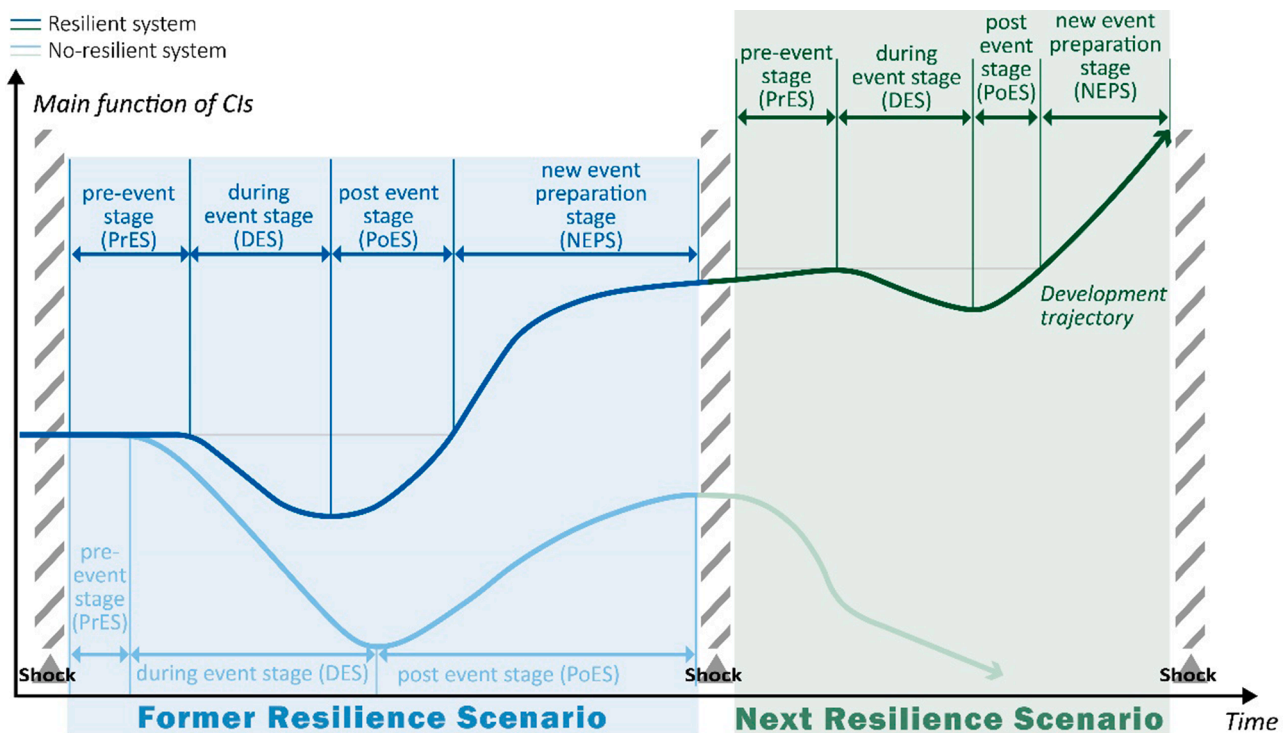 Resilient system
No-resilient system
Main function of CIs
pre-event
stage
(PrES)
during
event stage
(DES)
post event
stage
(PoES)
new event
preparation
stage
(NEPS)
pre-event
stage
(PrES)
during
event stage
(DES)
post
event
stage
(PoES)
new event
preparation
stage
(NEPS)
Development
trajectory
pre-
event
stage
(PrES)
during event stage (DES)
post event stage (PoES)
Shock
Shock
Shock
Former Resilience Scenario
Next Resilience Scenario
Time